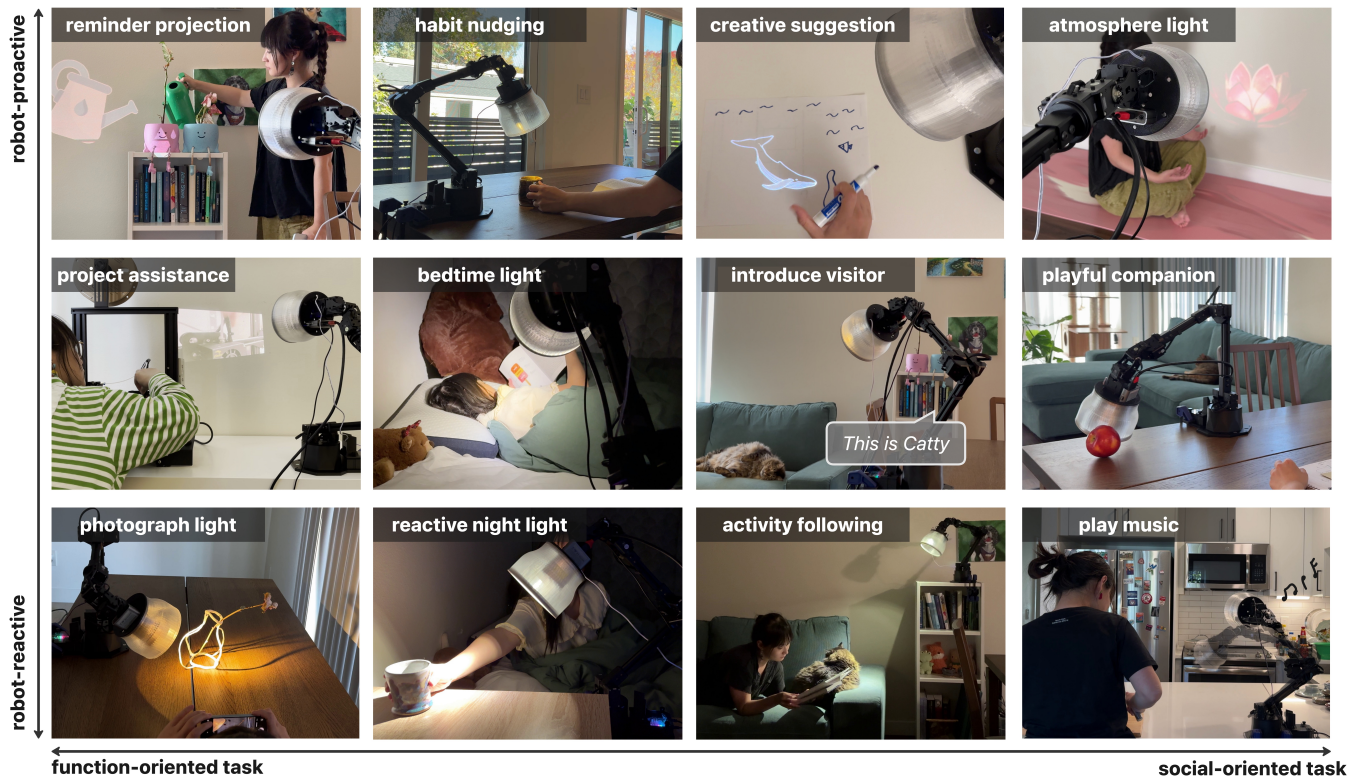 robot-proactive
reminder projection
habit nudging
creative suggestion
atmosphere light
project assistance
bedtime light
introduce visitor
playful companion
This is Catty
photograph light
reactive night light
activity following
play music
robot-reactive
function-oriented task
social-oriented task